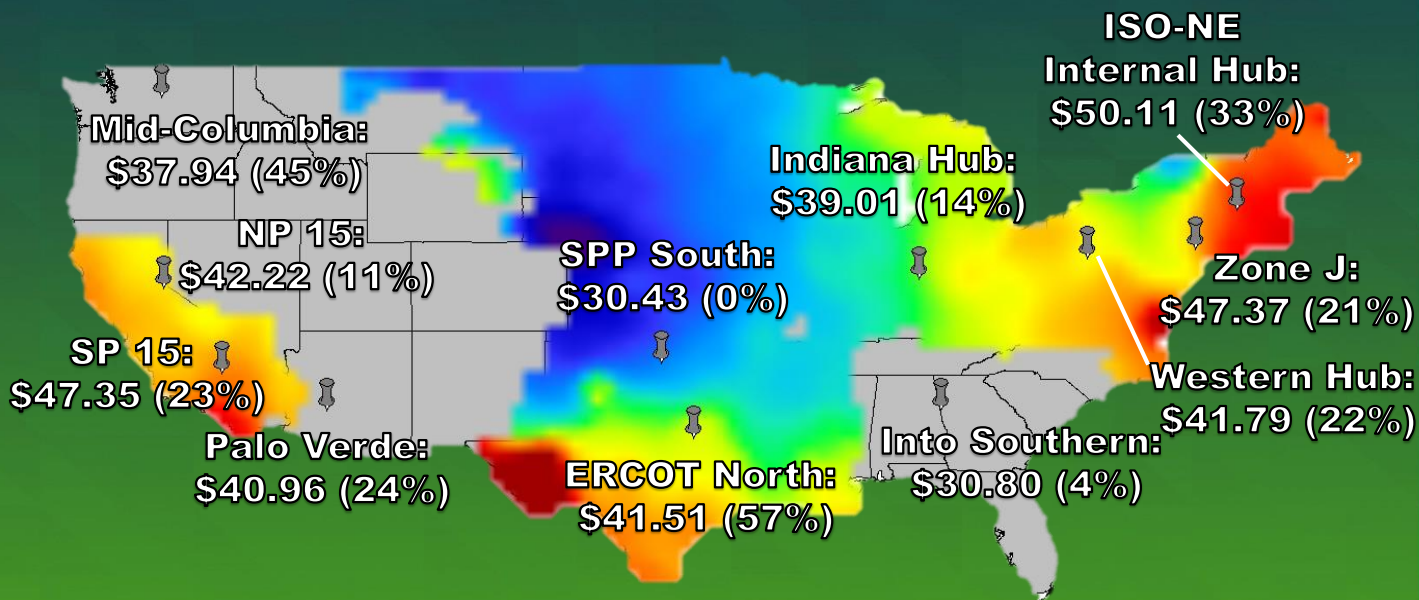 ISO-NE
Internal Hub:
$50.11 (33%)
Mid-Columbia:
$37.94 (45%)
Indiana Hub:
$39.01 (14%)
NP 15:
$42.22 (11%)
SPP South:
$30.43 (0%)
Zone J:
$47.37 (21%)
SP 15:
$47.35 (23%)
Western Hub:
$41.79 (22%)
Palo Verde:
$40.96 (24%)
Into Southern:
$30.80 (4%)
ERCOT North:
$41.51 (57%)